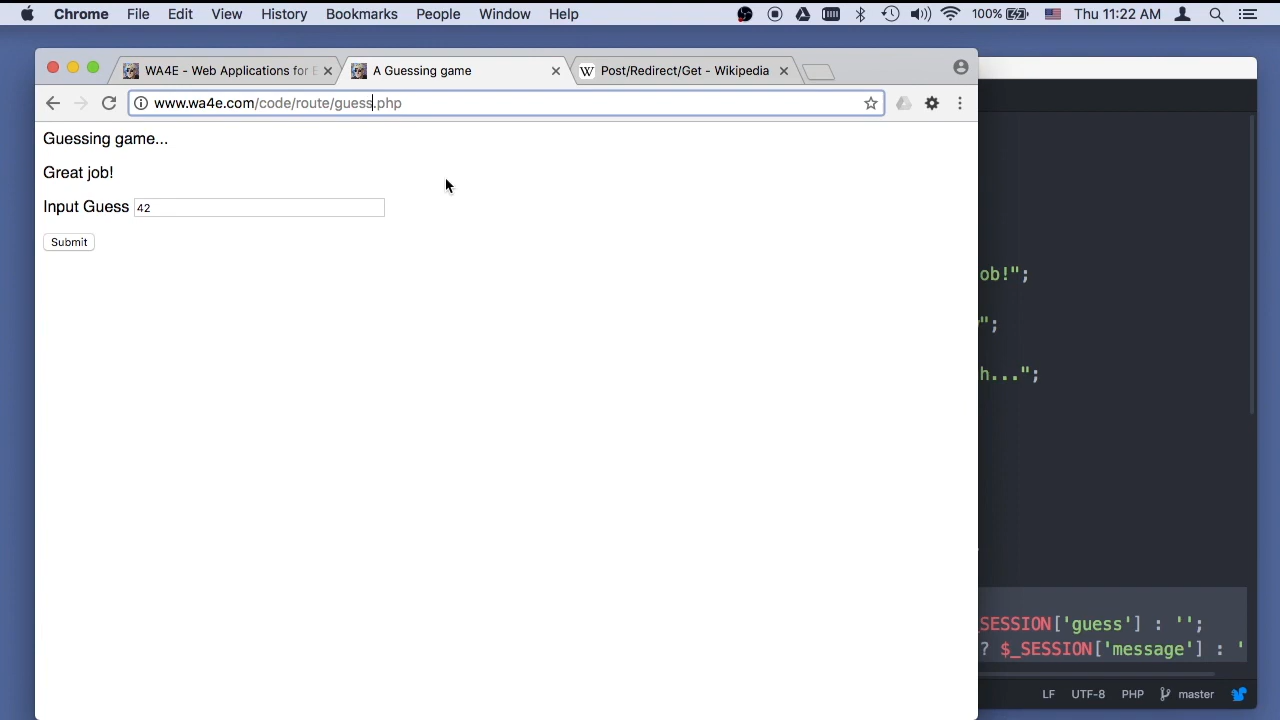 Chrome File Edit View History Bookmarks People Window Help 100% Thu 11:22 AM
WA4E - Web Applications for E
A Guessing game
Post/Redirect/Get - Wikipedia
www.wa4e.com/code/route/guess.php
Guessing game...
Great job!
Input Guess 42
Submit
ob!";
";
h...";
_SESSION['guess'] : '';
? $_SESSION['message'] : '
LF UTF-8 PHP master